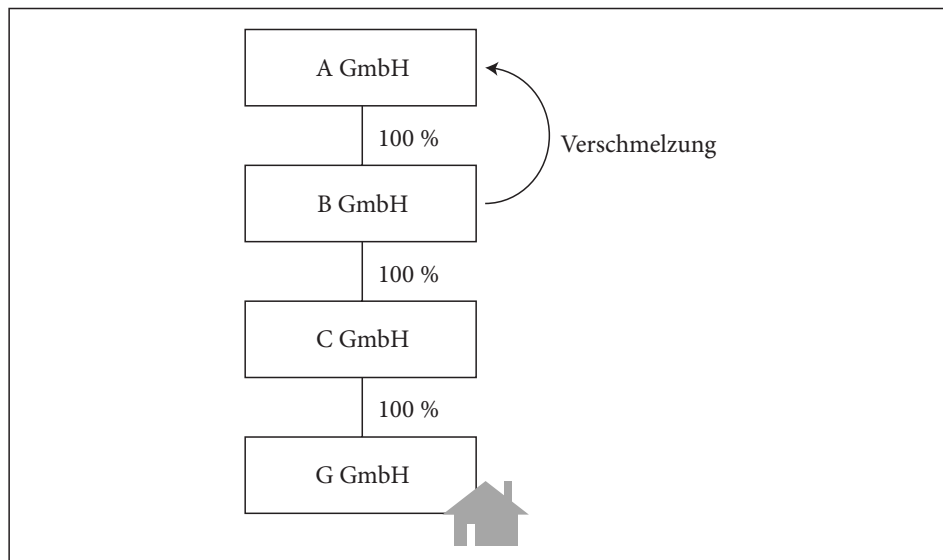 A GmbH
100 %
Verschmelzung
B GmbH
100 %
C GmbH
100 %
G GmbH